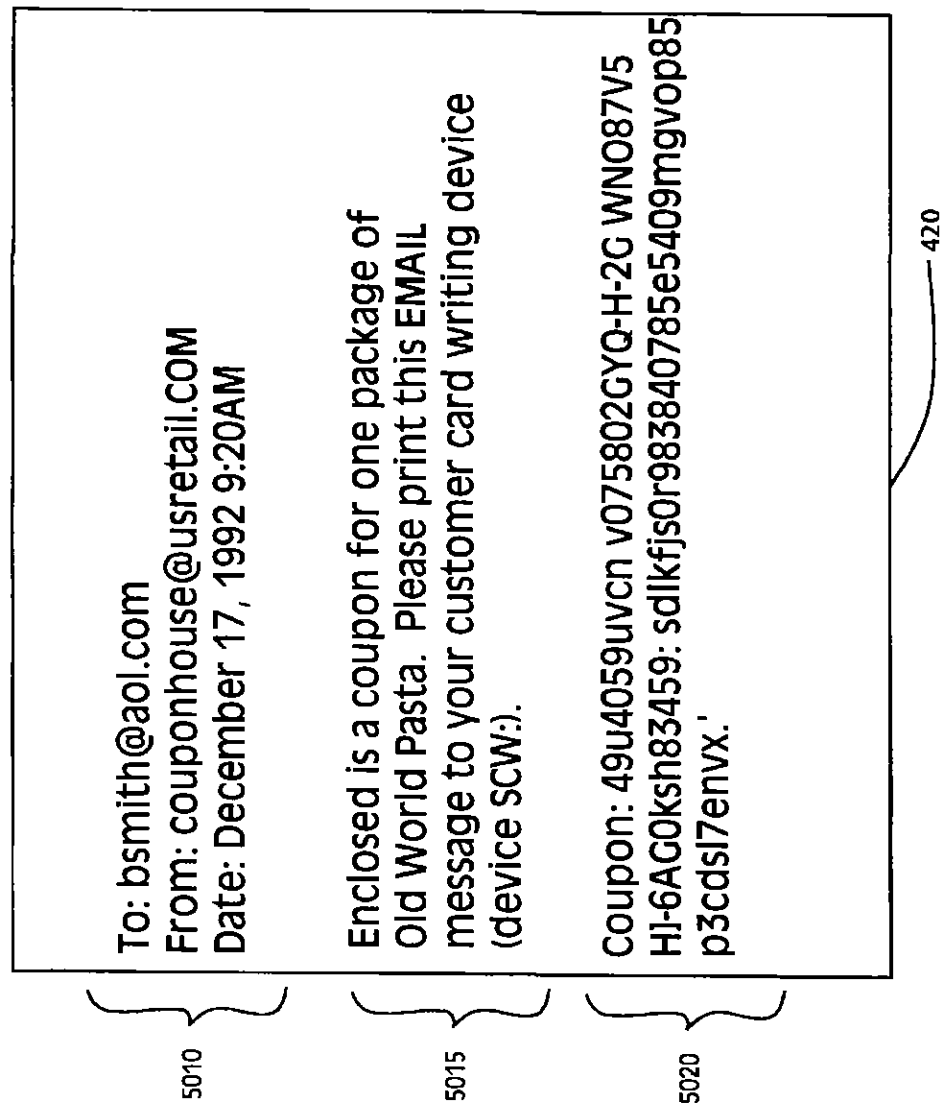 5010
To: bsmith@aol.com
From: couponhouse@usretail.COM
Date: December 17, 1992 9:20AM
5015
Enclosed is a coupon for one package of
Old World Pasta. Please print this EMAIL
message to your customer card writing device
(device SCW:).
5020
Coupon: 49u4059uvcn v075802GYQ-H-2G WNO87V5
HI-6AG0ksh83459: sdlkfjs0r983840785e5409mgvop85
p3cdsl7envx.'
420